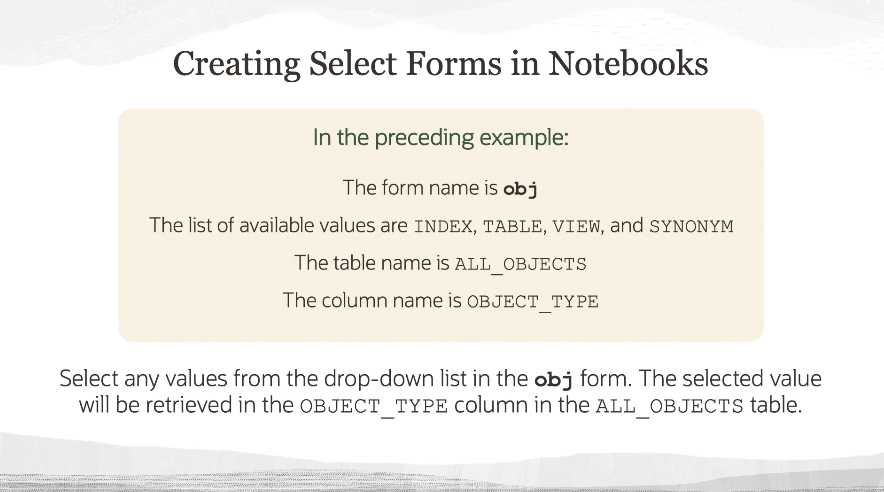 Creating Select Forms in Notebooks
In the preceding example:
The form name is obj
The list of available values are INDEX, TABLE, VIEW, and SYNONYM
The table name is ALL_OBJECTS
The column name is OBJECT_TYPE
Select any values from the drop-down list in the obj form. The selected value
will be retrieved in the OBJECT_TYPE column in the ALL_OBJECTS table.